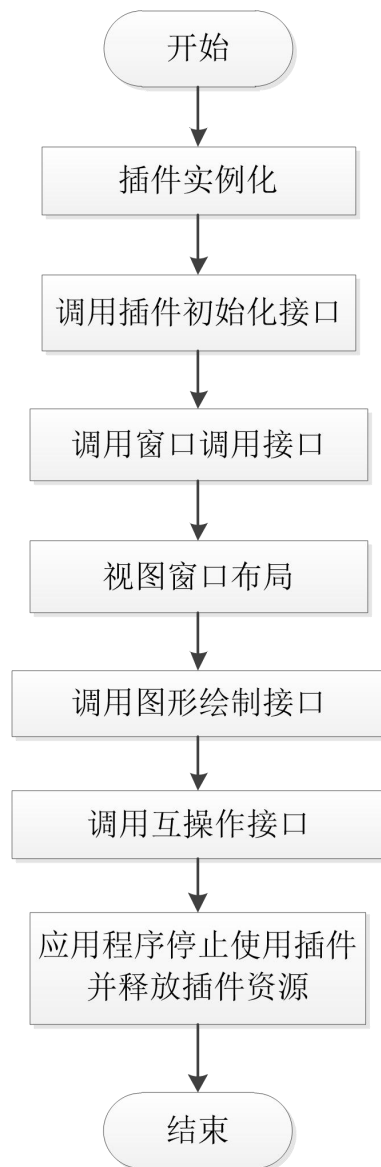 开始
插件实例化
调用插件初始化接口
调用窗口调用接口
视图窗口布局
调用图形绘制接口
调用互操作接口
应用程序停止使用插件
并释放插件资源
结束